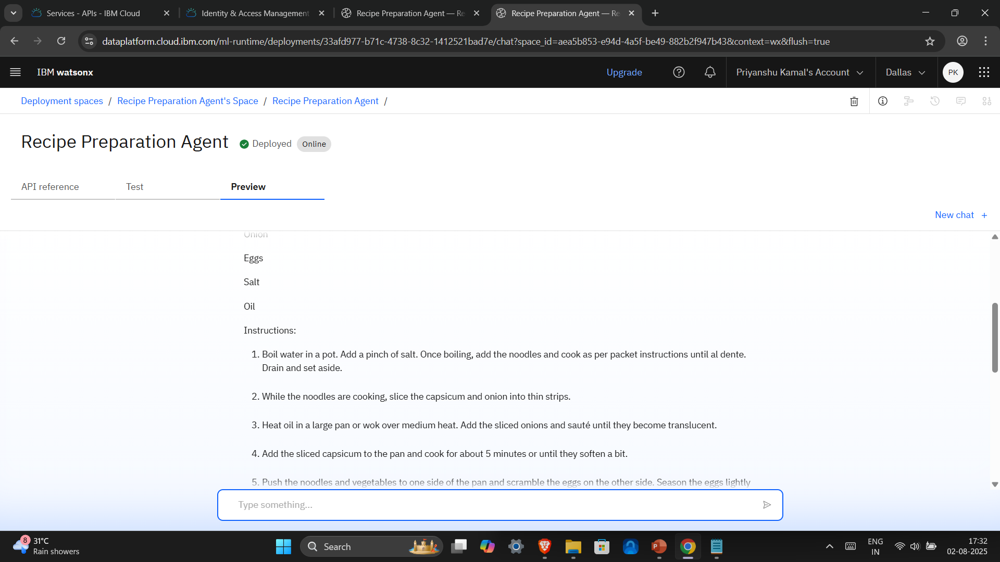 Services - APIs - IBM Cloud
Identity & Access Management
Recipe Preparation Agent — Re
Recipe Preparation Agent — Re
dataplatform.cloud.ibm.com/ml-runtime/deployments/33afd977-b71c-4738-8c32-1412521bad7e/chat?space_id=aea5b853-e94d-4a5f-be49-882b2f947b43&context=wx&flush=true
IBM watsonx
Upgrade
Priyanshu Kamal's Account
Dallas
PK
Deployment spaces / Recipe Preparation Agent's Space / Recipe Preparation Agent /
Recipe Preparation Agent
Deployed
Online
API reference
Test
Preview
New chat +
Onion
Eggs
Salt
Oil
Instructions:
1. Boil water in a pot. Add a pinch of salt. Once boiling, add the noodles and cook as per packet instructions until al dente.
Drain and set aside.
2. While the noodles are cooking, slice the capsicum and onion into thin strips.
3. Heat oil in a large pan or wok over medium heat. Add the sliced onions and sauté until they become translucent.
4. Add the sliced capsicum to the pan and cook for about 5 minutes or until they soften a bit.
5. Push the noodles and vegetables to one side of the pan and scramble the eggs on the other side. Season the eggs lightly
Type something...
8
31°C
Rain showers
Search
ENG
IN
17:32
02-08-2025